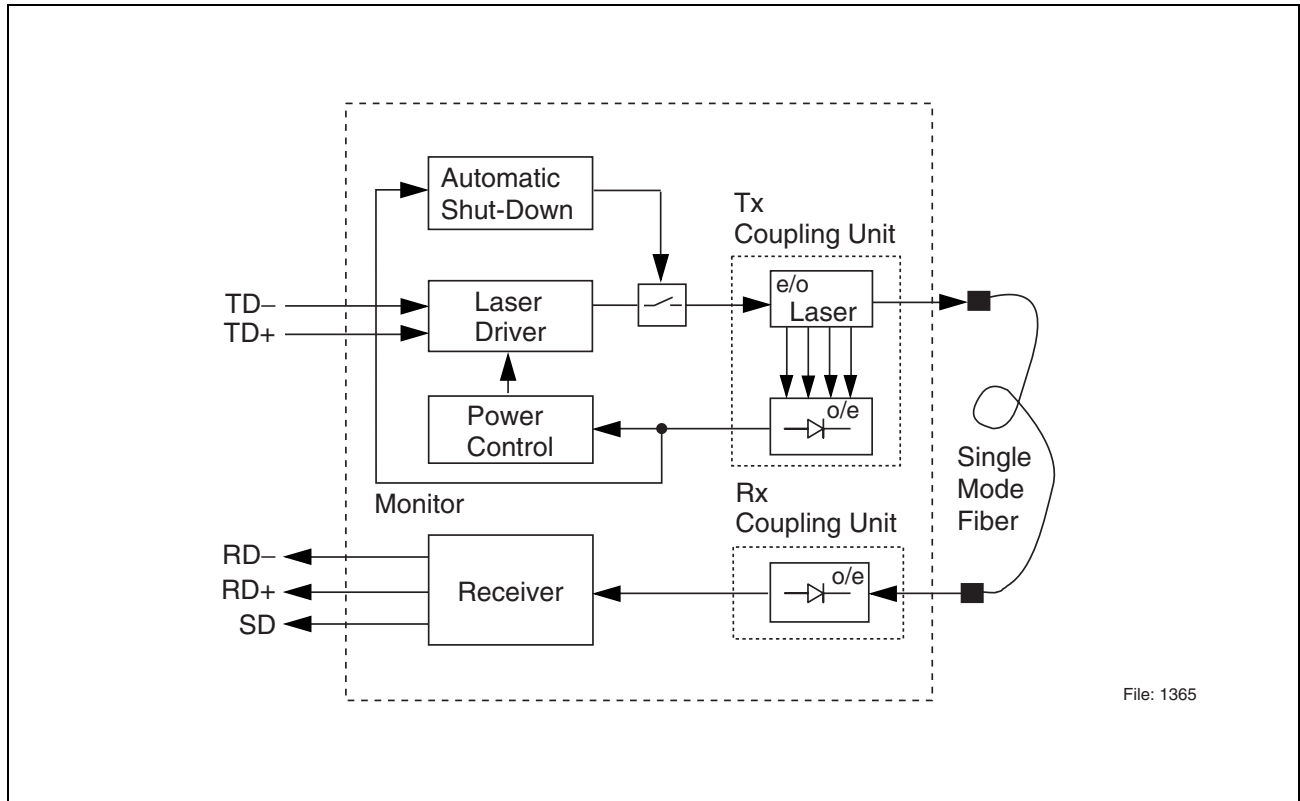 Automatic
Shut-Down
Tx
Coupling Unit
TD–
TD+
Laser
Driver
e/o
Laser
Power
Control
o/e
Single
Mode
Fiber
Monitor
Rx
Coupling Unit
RD–
RD+
SD
Receiver
o/e
File: 1365